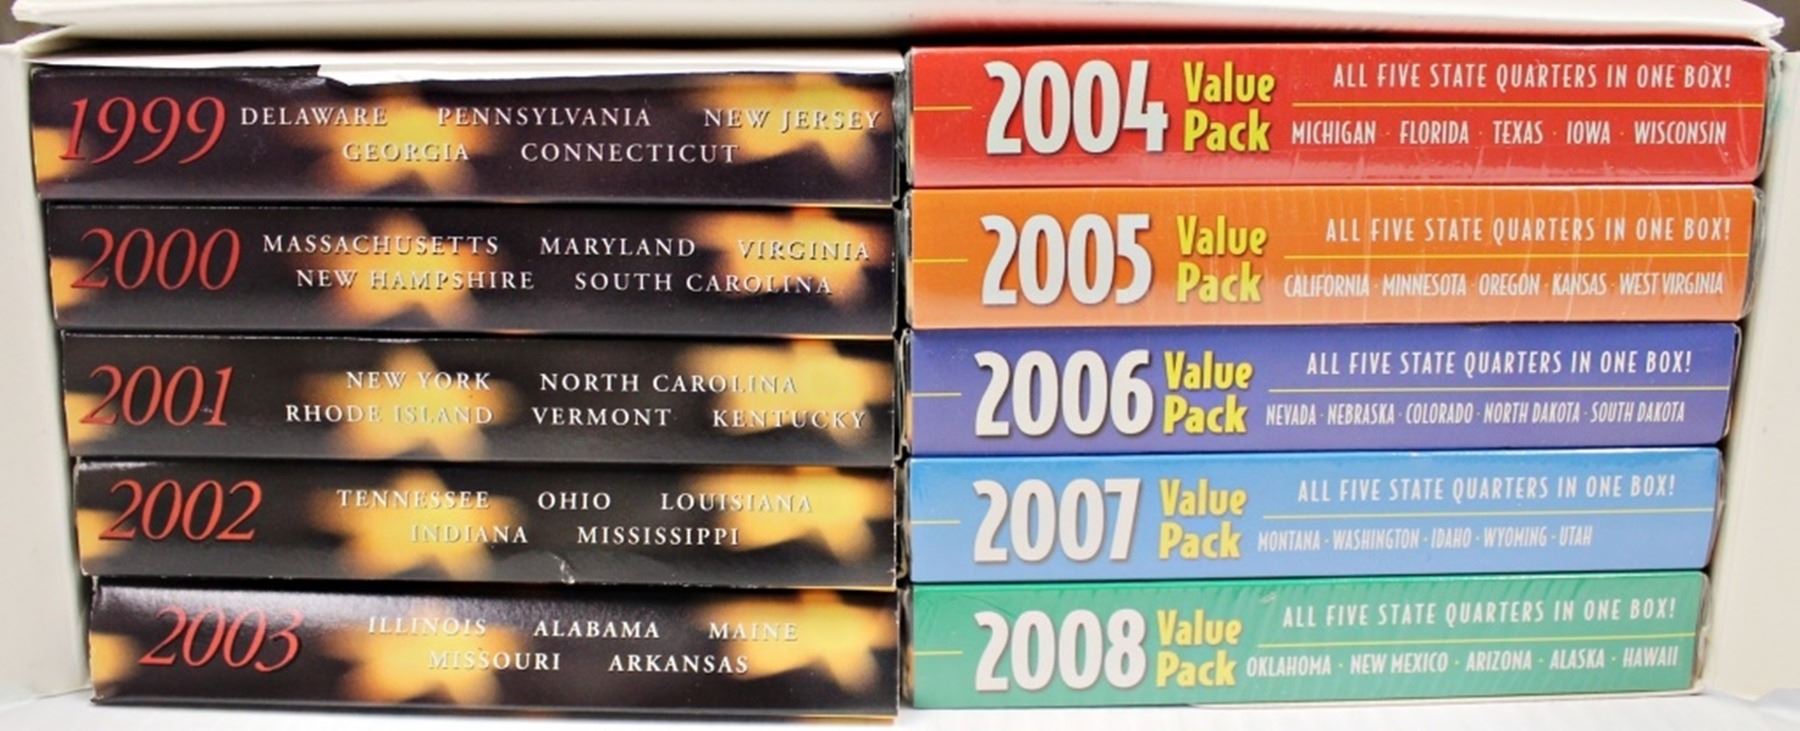 1999 DELAWARE PENNSYLVANIA NEW JERSEY
GEORGIA CONNECTICUT
2000 MASSACHUSETTS MARYLAND VIRGINIA
NEW HAMPSHIRE SOUTH CAROLINA
2001 NEW YORK NORTH CAROLINA
RHODE ISLAND VERMONT KENTUCKY
2002 TENNESSEE OHIO LOUISIANA
INDIANA MISSISSIPPI
2003 ILLINOIS ALABAMA MAINE
MISSOURI ARKANSAS
2004 Value Pack ALL FIVE STATE QUARTERS IN ONE BOX!
MICHIGAN · FLORIDA · TEXAS · IOWA · WISCONSIN
2005 Value Pack ALL FIVE STATE QUARTERS IN ONE BOX!
CALIFORNIA · MINNESOTA · OREGON · KANSAS · WEST VIRGINIA
2006 Value Pack ALL FIVE STATE QUARTERS IN ONE BOX!
NEVADA · NEBRASKA · COLORADO · NORTH DAKOTA · SOUTH DAKOTA
2007 Value Pack ALL FIVE STATE QUARTERS IN ONE BOX!
MONTANA · WASHINGTON · IDAHO · WYOMING · UTAH
2008 Value Pack ALL FIVE STATE QUARTERS IN ONE BOX!
OKLAHOMA · NEW MEXICO · ARIZONA · ALASKA · HAWAII